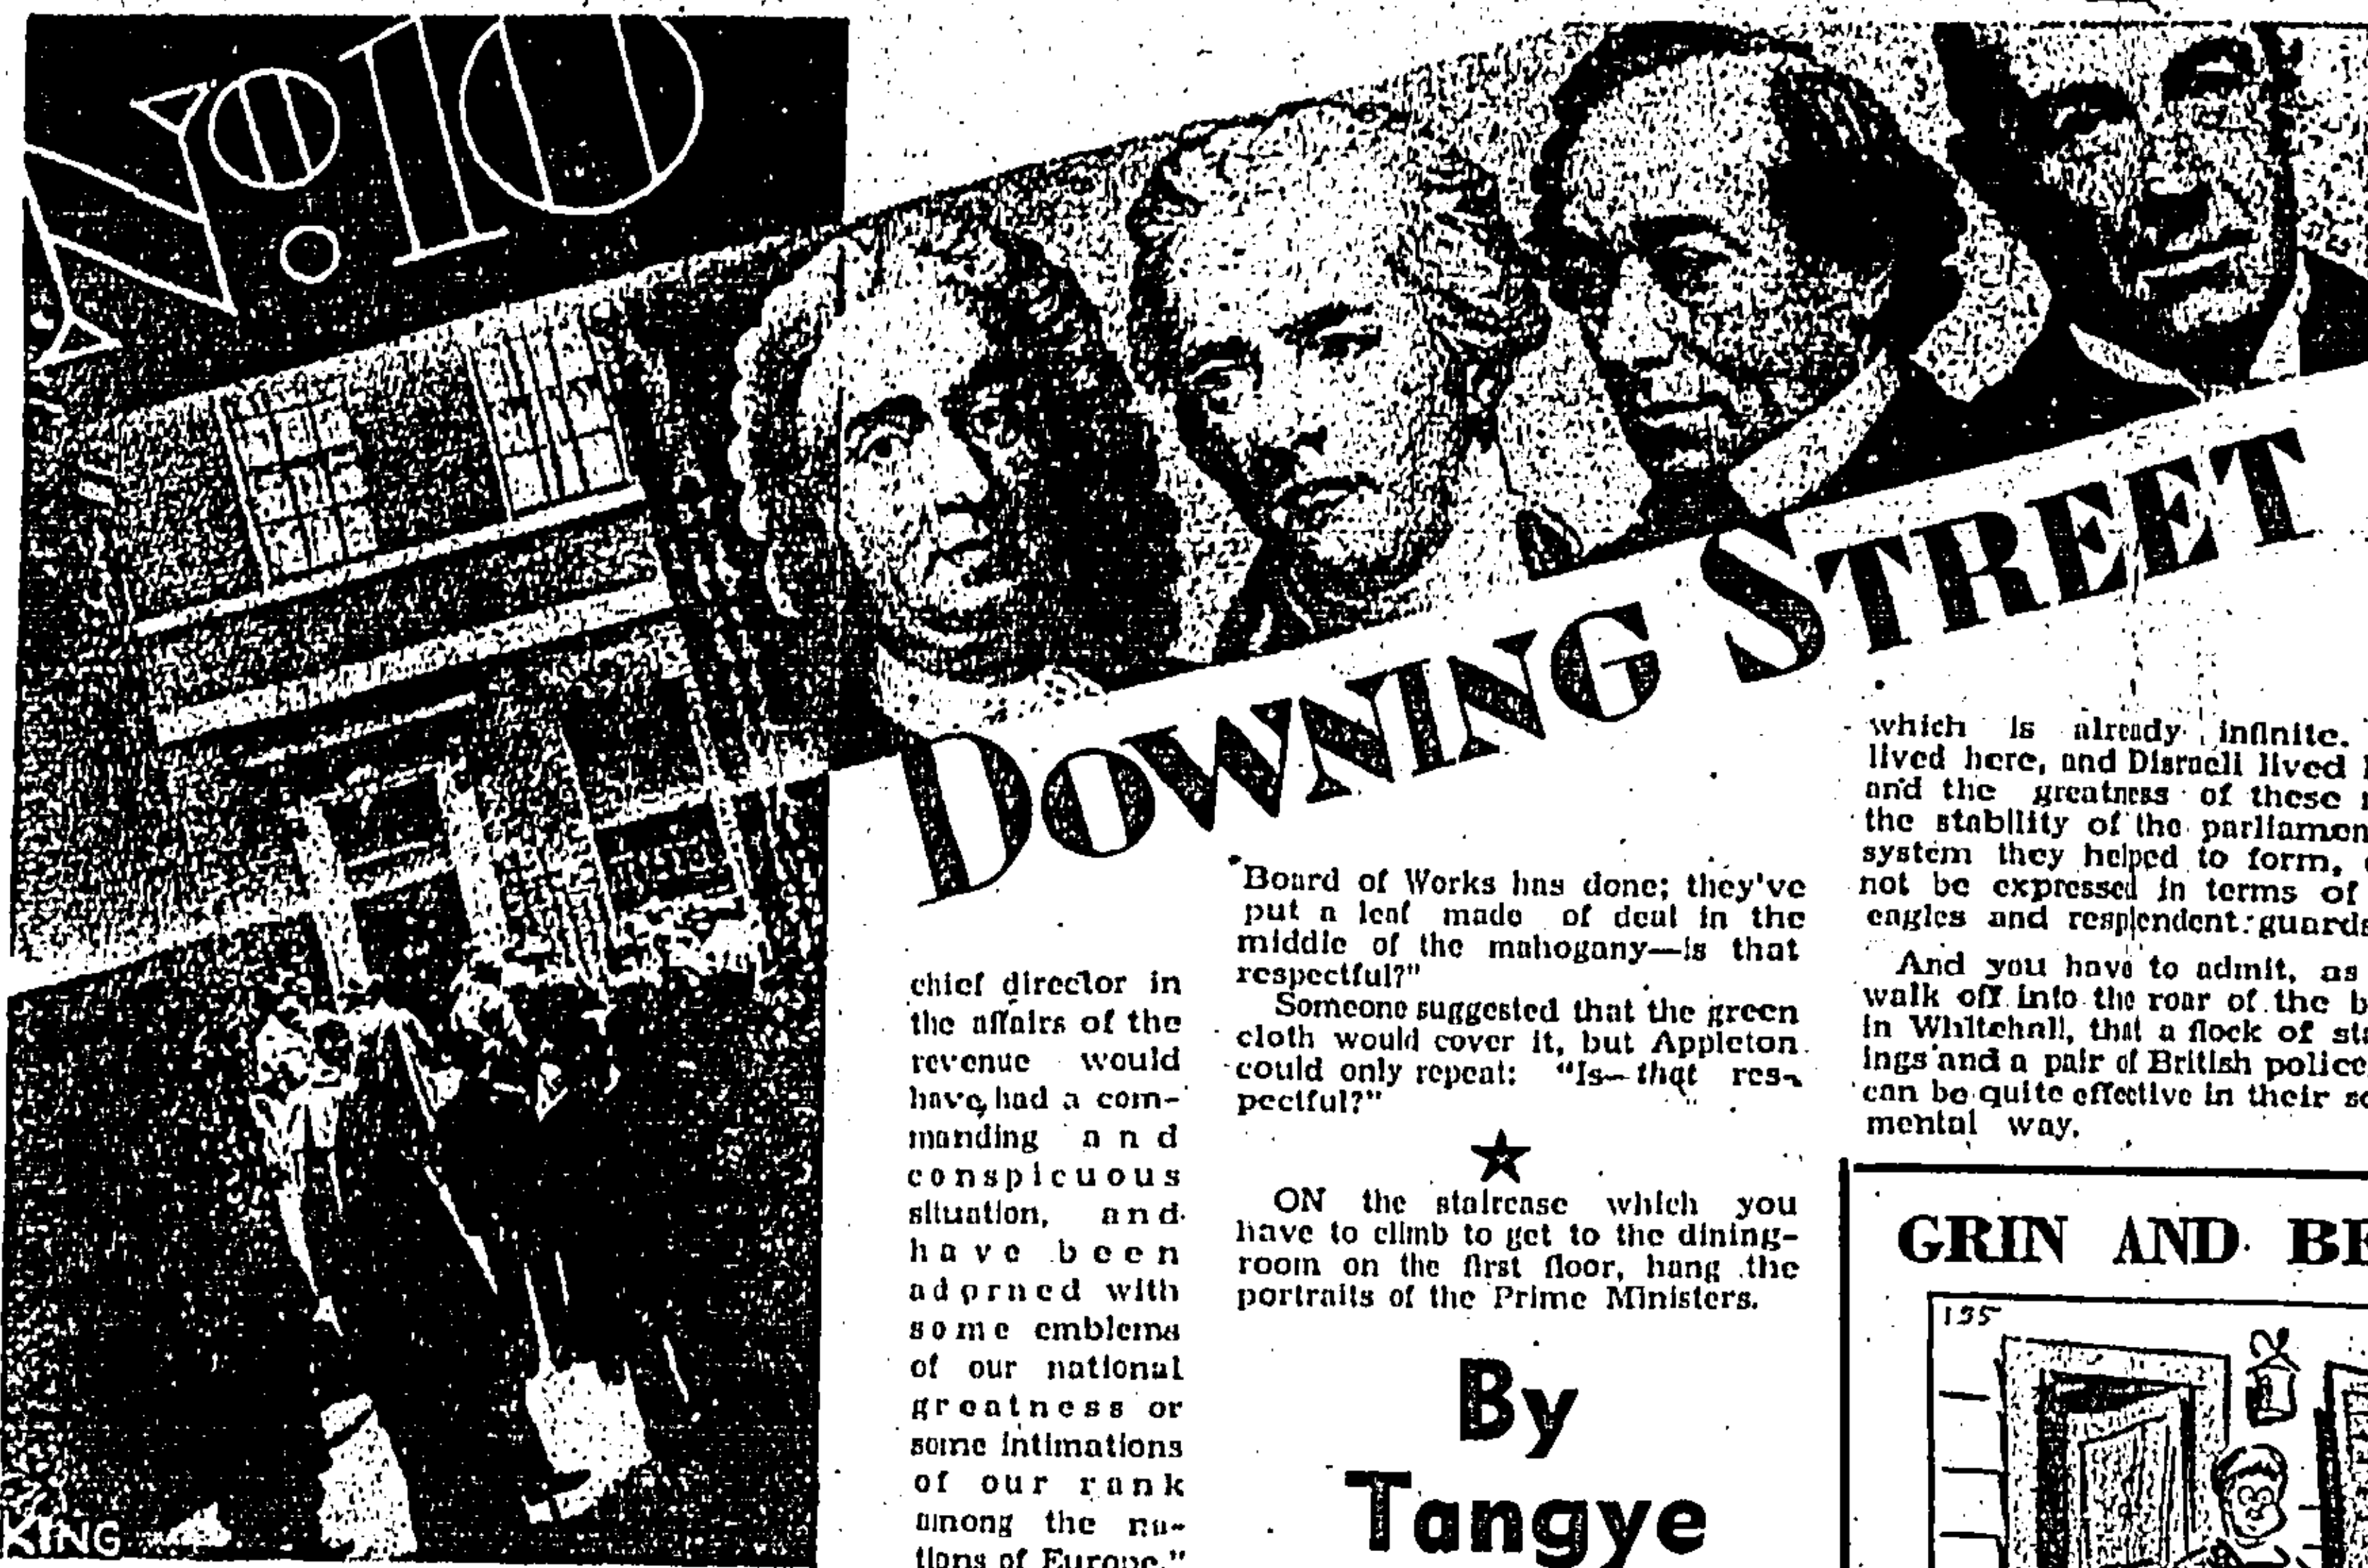 No. 10
DOWNING STREET
KING
chief director in
the affairs of the
revenue would
have had a com-
manding and
conspicuous
situation, and
have been
adorned with
some emblems
of our national
greatness or
some intimations
of our rank
among the na-
tions of Europe."
Board of Works has done; they've
put a leaf made of deal in the
middle of the mahogany—is that
respectful?"
Someone suggested that the green
cloth would cover it, but Appleton
could only repeat: "Is—that res-
pectful?"
ON the staircase which you
have to climb to get to the dining-
room on the first floor, hang the
portraits of the Prime Ministers.
By
Tangye
which is already infinite.
lived here, and Disraeli lived
and the greatness of these
the stability of the parliamen
system they helped to form,
not be expressed in terms of
eagles and resplendent guards
And you have to admit, as
walk off into the roar of the b
in Whitehall, that a flock of sta
ings and a pair of British police
can be quite effective in their se
mental way.
GRIN AND BE
135